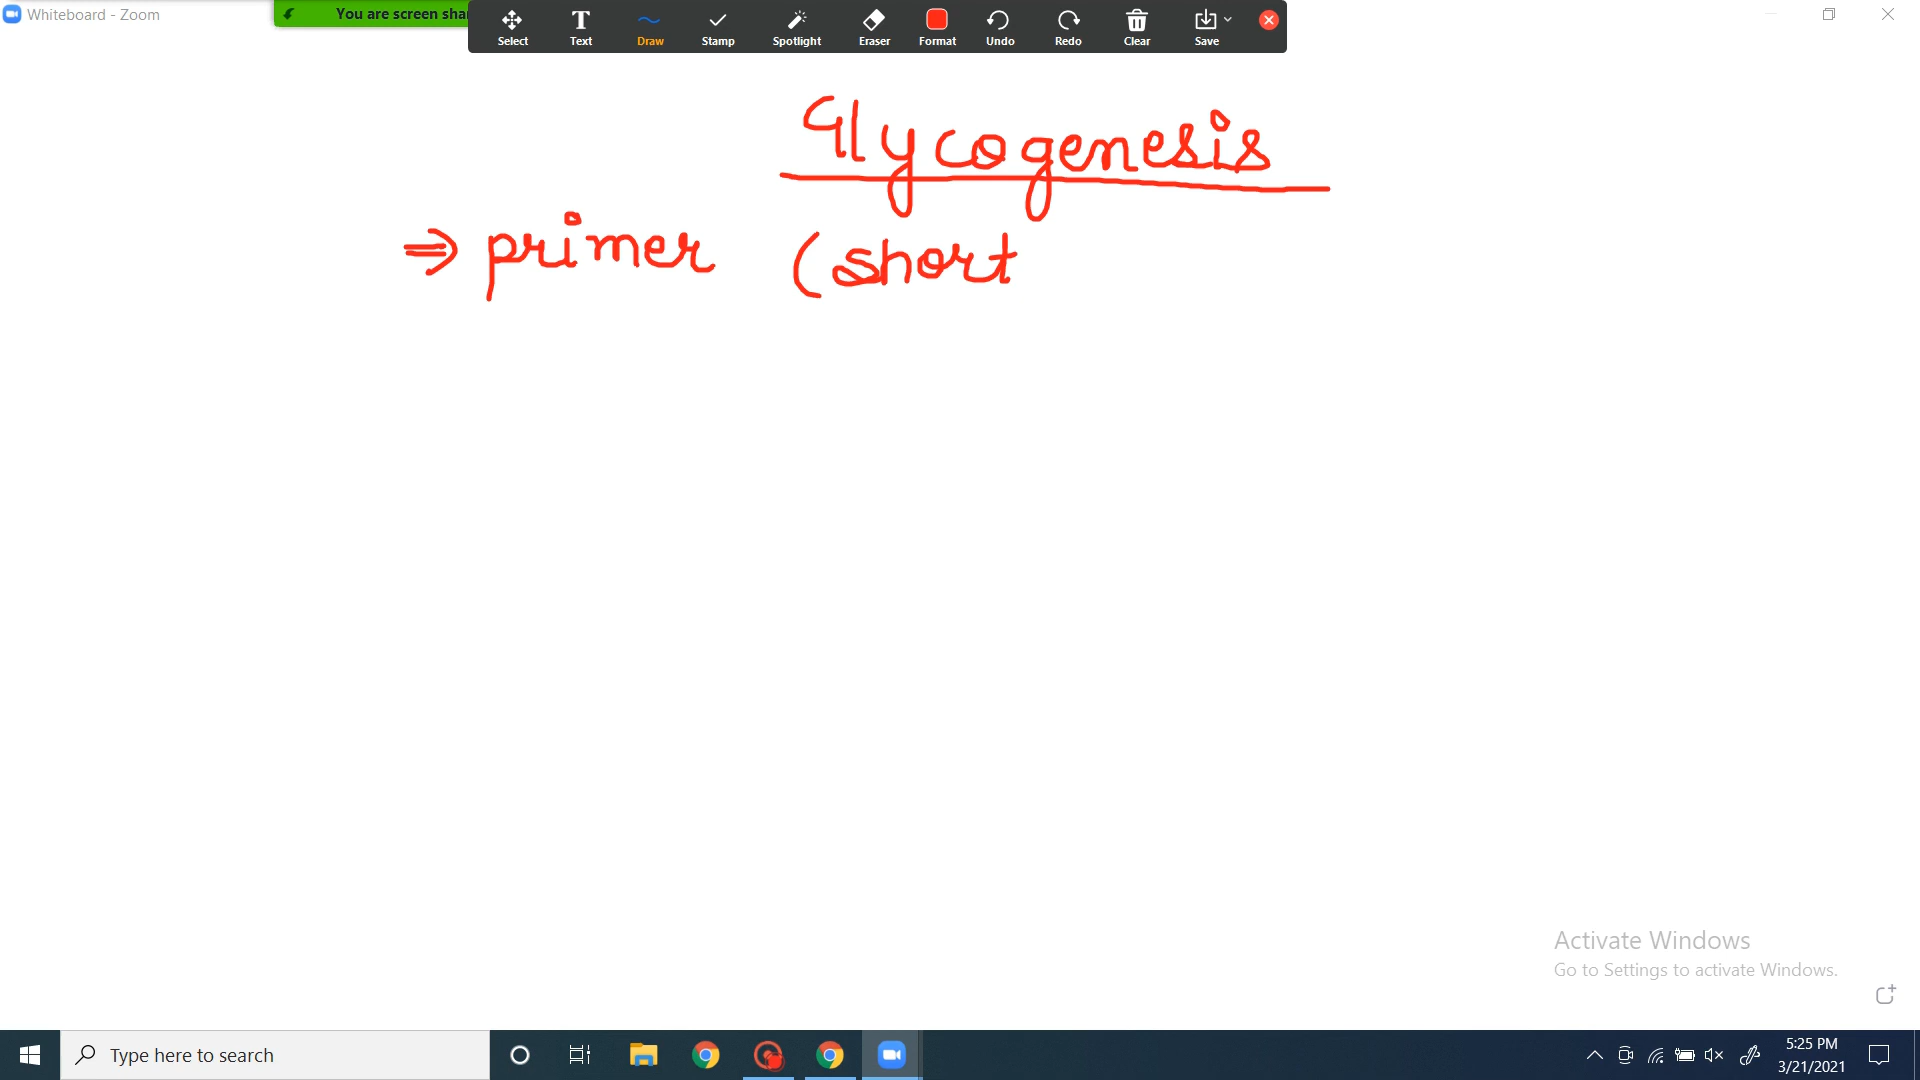 Whiteboard - Zoom
You are screen sha
Select Text Draw Stamp Spotlight Eraser Format Undo Redo Clear Save
Glycogenesis
⇒ primer (short
Activate Windows
Go to Settings to activate Windows.
Type here to search
5:25 PM
3/21/2021